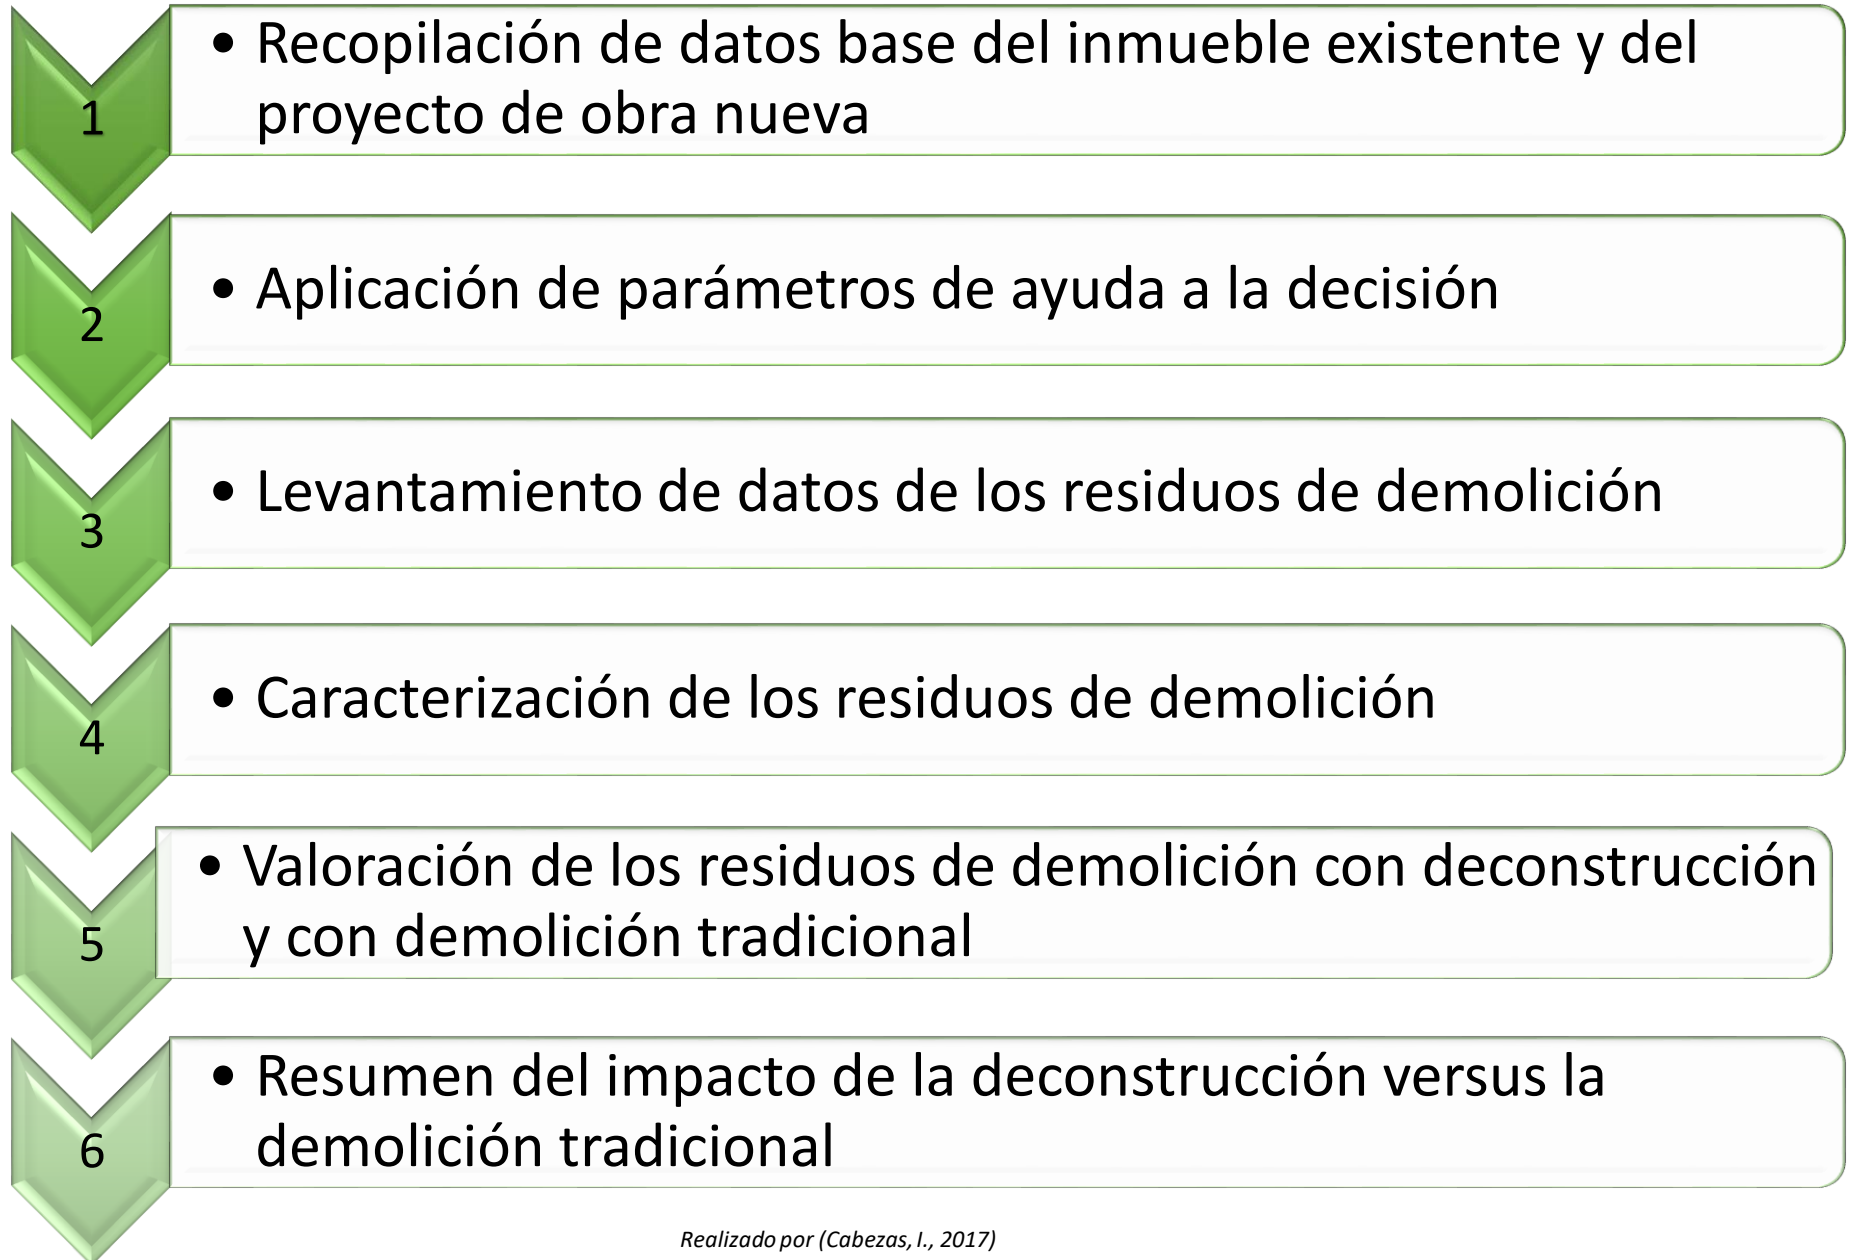 1
• Recopilación de datos base del inmueble existente y del
proyecto de obra nueva
2
• Aplicación de parámetros de ayuda a la decisión
3
• Levantamiento de datos de los residuos de demolición
4
• Caracterización de los residuos de demolición
5
• Valoración de los residuos de demolición con deconstrucción
y con demolición tradicional
6
• Resumen del impacto de la deconstrucción versus la
demolición tradicional
Realizado por (Cabezas, I., 2017)